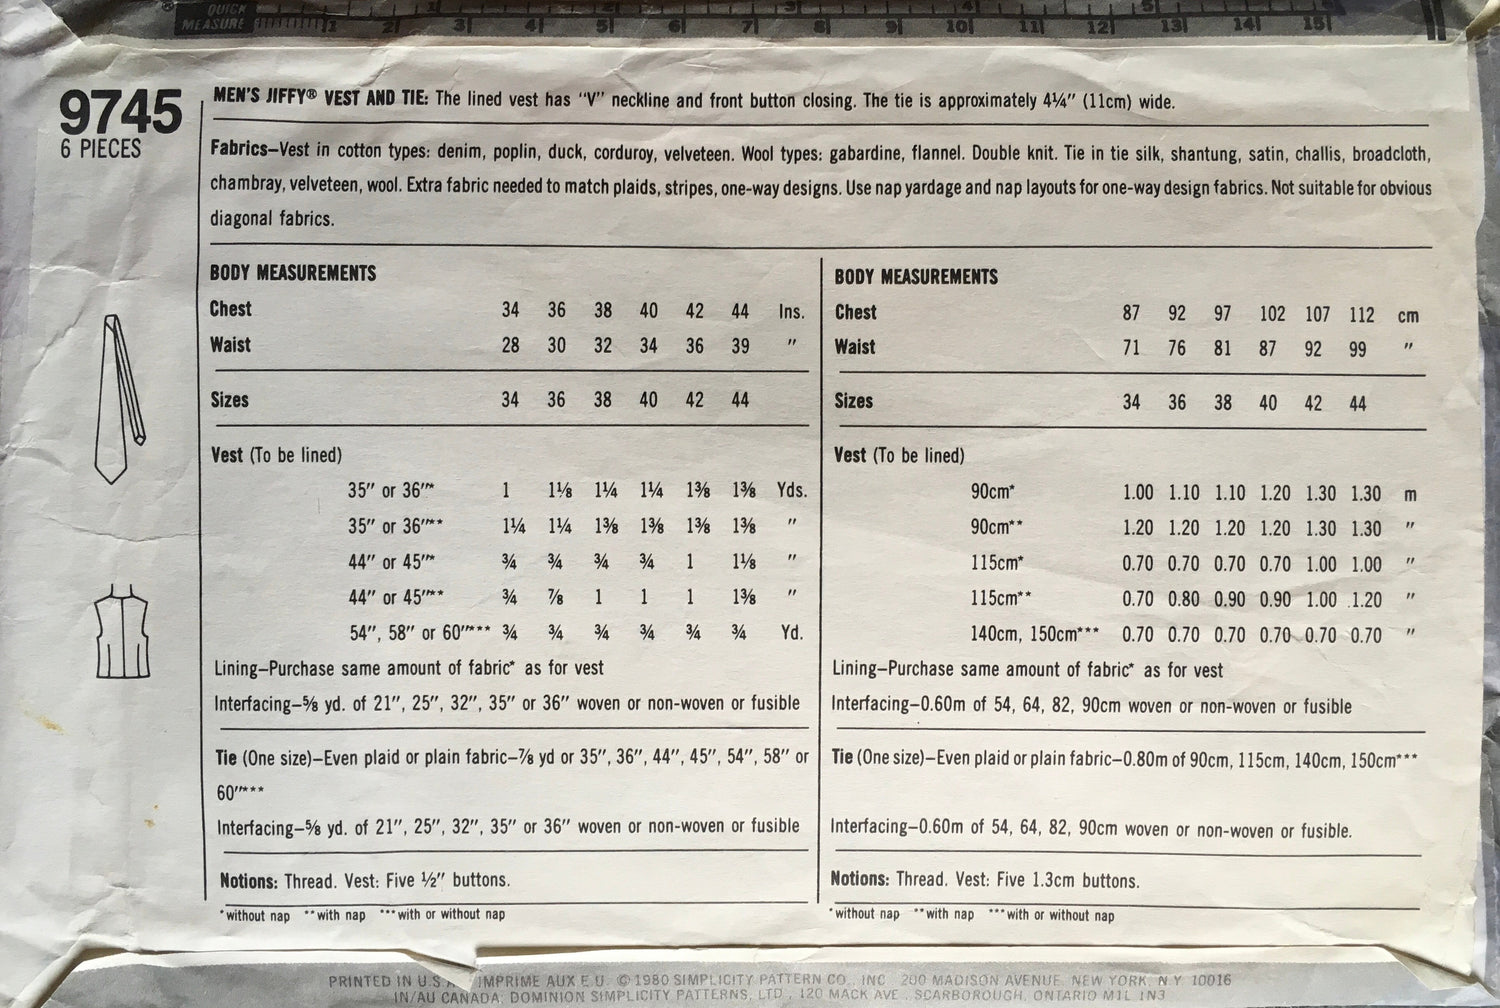 QUICK
MEASURE 1 2 3 4 5 6 7 8 9 10 11 12 13 14 15
9745
6 PIECES
MEN'S JIFFY® VEST AND TIE: The lined vest has "V" neckline and front button closing. The tie is approximately 4¼" (11cm) wide.
Fabrics—Vest in cotton types: denim, poplin, duck, corduroy, velveteen. Wool types: gabardine, flannel. Double knit. Tie in tie silk, shantung, satin, challis, broadcloth,
chambray, velveteen, wool. Extra fabric needed to match plaids, stripes, one-way designs. Use nap yardage and nap layouts for one-way design fabrics. Not suitable for obvious
diagonal fabrics.
BODY MEASUREMENTS
Chest 34 36 38 40 42 44 Ins.
Waist 28 30 32 34 36 39 "
Sizes 34 36 38 40 42 44
Vest (To be lined)
35" or 36"* 1 1⅛ 1¼ 1¼ 1⅜ 1⅜ Yds.
35" or 36"** 1¼ 1¼ 1⅜ 1⅜ 1⅜ 1⅜ "
44" or 45"* ¾ ¾ ¾ ¾ 1 1⅛ "
44" or 45"** ¾ ⅞ 1 1 1 1⅜ "
54", 58" or 60"*** ¾ ¾ ¾ ¾ ¾ ¾ Yd.
Lining—Purchase same amount of fabric* as for vest
Interfacing—⅝ yd. of 21", 25", 32", 35" or 36" woven or non-woven or fusible
Tie (One size)—Even plaid or plain fabric—⅞ yd or 35", 36", 44", 45", 54", 58" or
60"***
Interfacing—⅝ yd. of 21", 25", 32", 35" or 36" woven or non-woven or fusible
Notions: Thread. Vest: Five ½" buttons.
*without nap **with nap ***with or without nap
BODY MEASUREMENTS
Chest 87 92 97 102 107 112 cm
Waist 71 76 81 87 92 99 "
Sizes 34 36 38 40 42 44
Vest (To be lined)
90cm* 1.00 1.10 1.10 1.20 1.30 1.30 m
90cm** 1.20 1.20 1.20 1.20 1.30 1.30 "
115cm* 0.70 0.70 0.70 0.70 1.00 1.00 "
115cm** 0.70 0.80 0.90 0.90 1.00 1.20 "
140cm, 150cm*** 0.70 0.70 0.70 0.70 0.70 0.70 "
Lining—Purchase same amount of fabric* as for vest
Interfacing—0.60m of 54, 64, 82, 90cm woven or non-woven or fusible
Tie (One size)—Even plaid or plain fabric—0.80m of 90cm, 115cm, 140cm, 150cm***
Interfacing—0.60m of 54, 64, 82, 90cm woven or non-woven or fusible.
Notions: Thread. Vest: Five 1.3cm buttons.
*without nap **with nap ***with or without nap
PRINTED IN U.S.A. IMPRIME AUX E.U. © 1980 SIMPLICITY PATTERN CO., INC 200 MADISON AVENUE, NEW YORK, N.Y. 10016
IN/AU CANADA, DOMINION SIMPLICITY PATTERNS, LTD., 120 MACK AVE., SCARBOROUGH, ONTARIO M1L 1N3